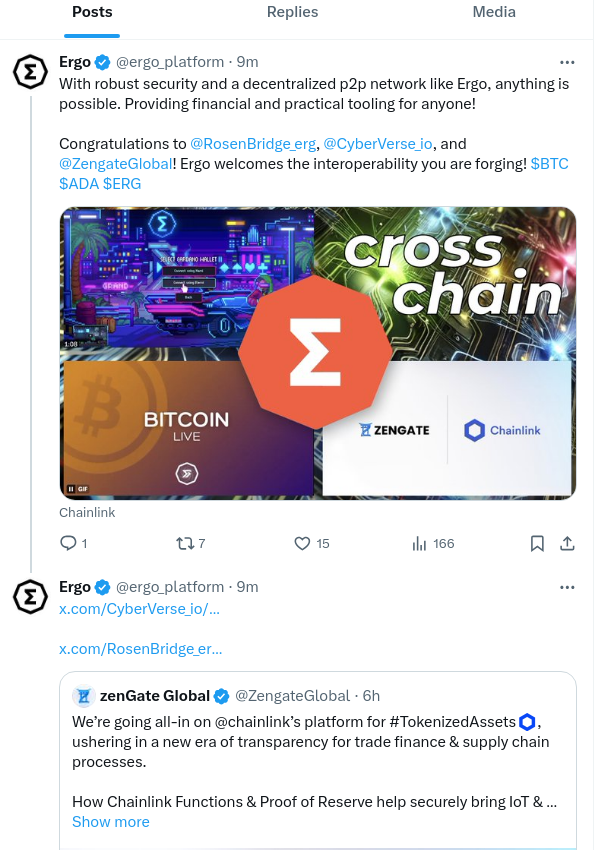 Posts Replies Media
Ergo @ergo_platform · 9m
With robust security and a decentralized p2p network like Ergo, anything is
possible. Providing financial and practical tooling for anyone!
Congratulations to @RosenBridge_erg, @CyberVerse_io, and
@ZengateGlobal! Ergo welcomes the interoperability you are forging! $BTC
$ADA $ERG
SELECT CARDANO WALLET
GRAND
1:08
cross
chain
BITCOIN
LIVE
GIF
ZENGATE
Chainlink
Chainlink
1 7 15 166
Ergo @ergo_platform · 9m
x.com/CyberVerse_io/…
x.com/RosenBridge_er…
zenGate Global @ZengateGlobal · 6h
We’re going all-in on @chainlink’s platform for #TokenizedAssets ,
ushering in a new era of transparency for trade finance & supply chain
processes.
How Chainlink Functions & Proof of Reserve help securely bring IoT & …
Show more